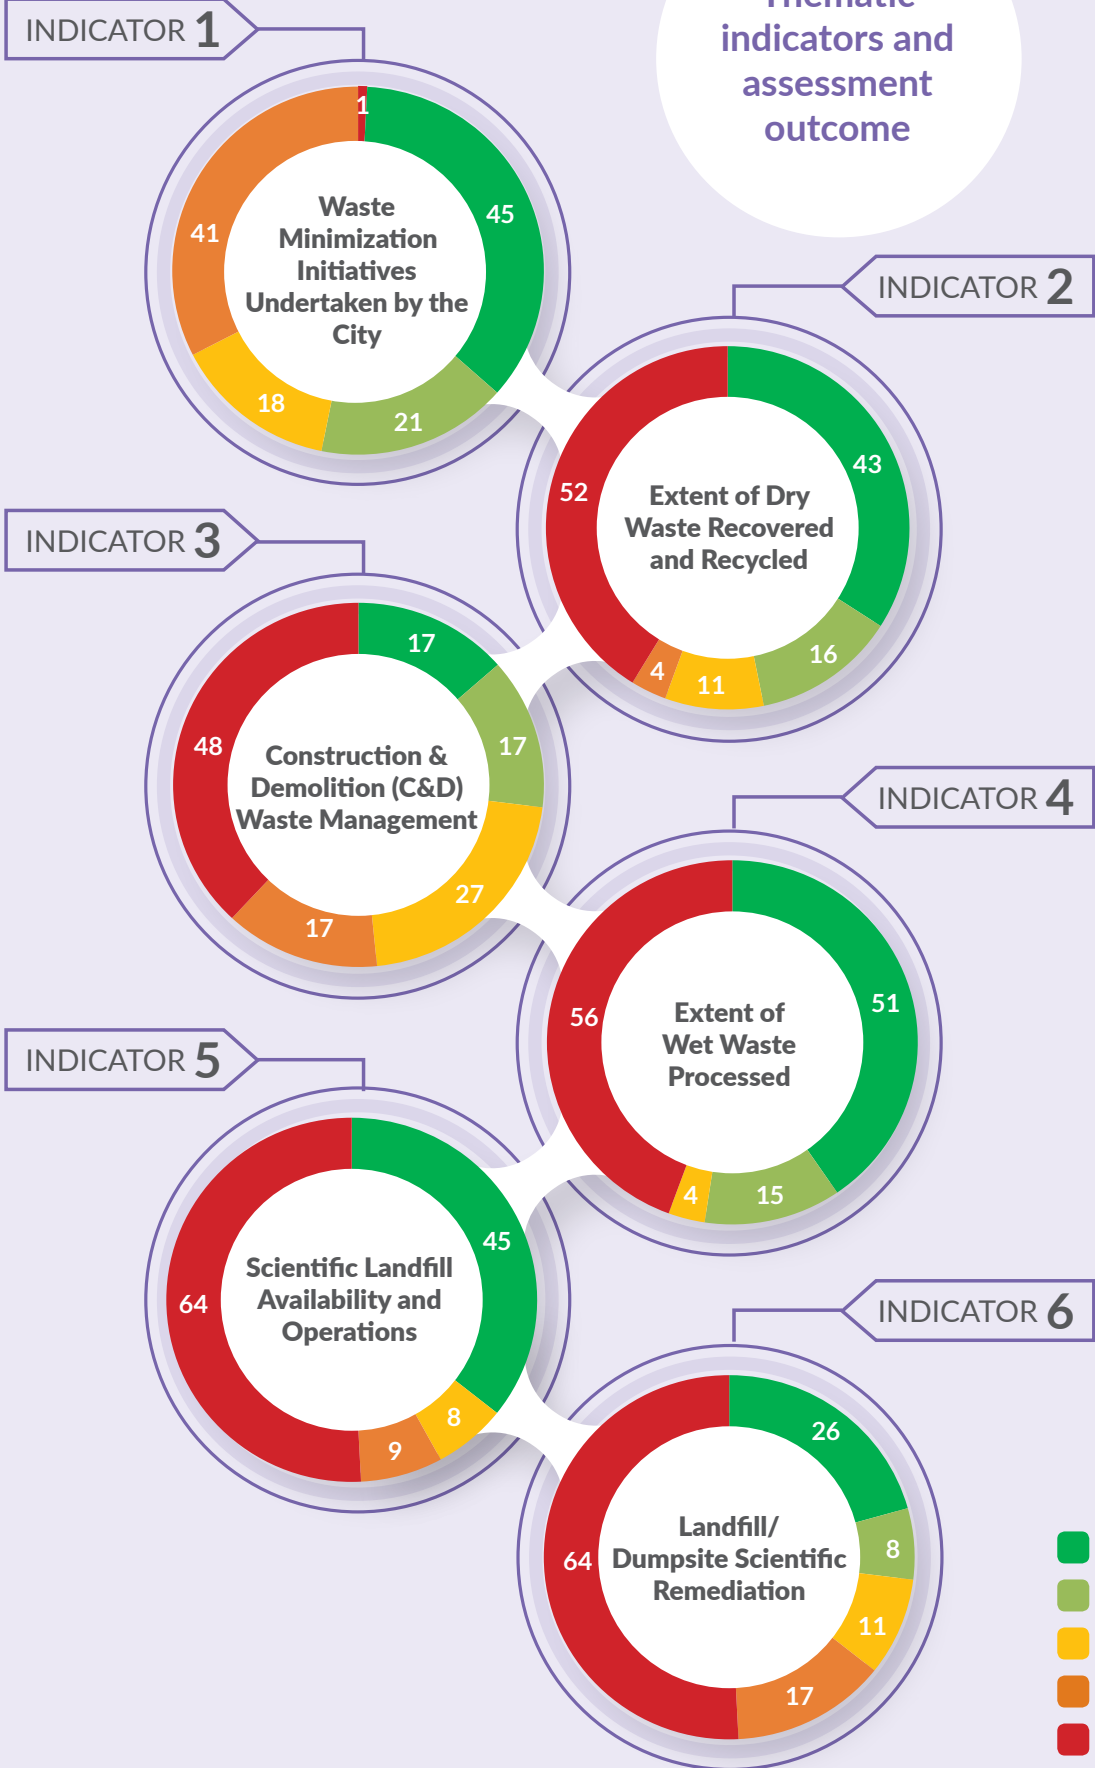 Thematic
indicators and
assessment
outcome
INDICATOR 1
1
45
21
18
41
Waste
Minimization
Initiatives
Undertaken by the
City
INDICATOR 2
43
16
11
4
52
Extent of Dry
Waste Recovered
and Recycled
INDICATOR 3
17
17
27
17
48
Construction &
Demolition (C&D)
Waste Management
INDICATOR 4
51
15
4
56
Extent of
Wet Waste
Processed
INDICATOR 5
45
8
9
64
Scientific Landfill
Availability and
Operations
INDICATOR 6
26
8
11
17
64
Landfill/
Dumpsite Scientific
Remediation